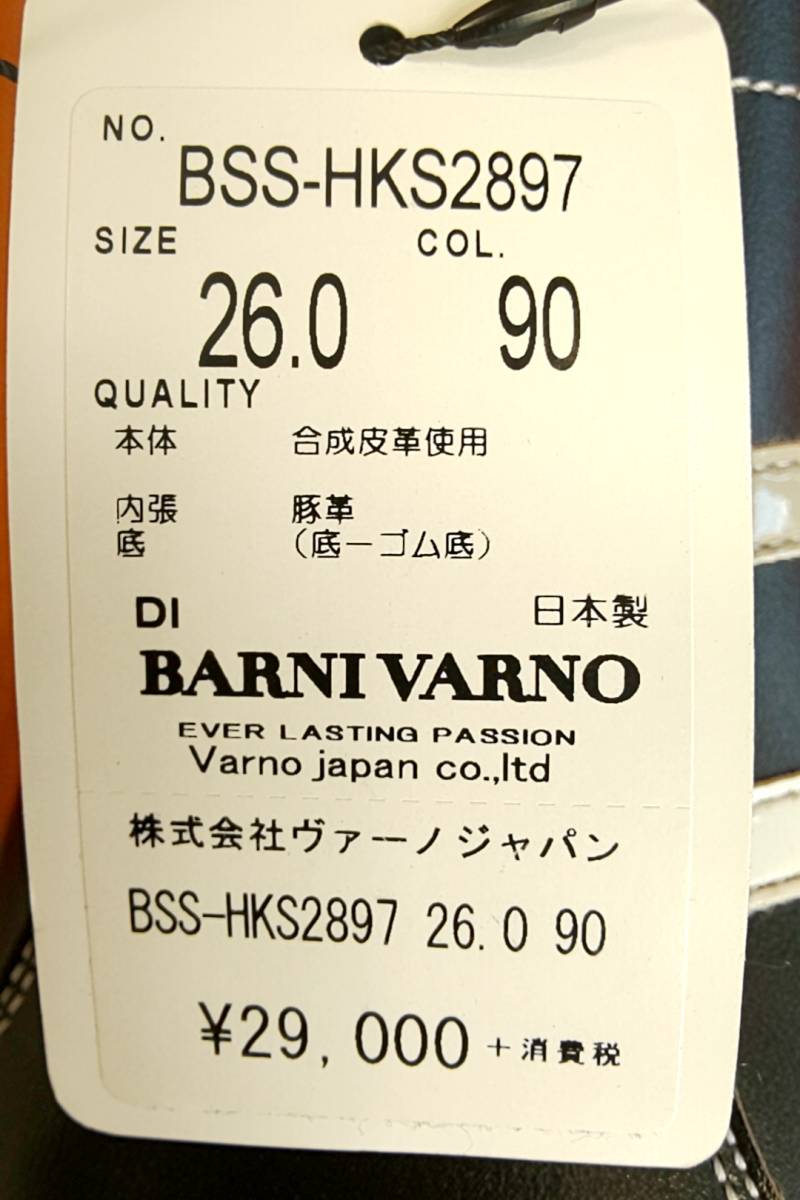 NO.
BSS-HKS2897
SIZE COL.
26.0 90
QUALITY
本体 合成皮革使用
内張 豚革
底 (底ーゴム底)
DI 日本製
BARNI VARNO
EVER LASTING PASSION
Varno japan co.,ltd
株式会社ヴァーノジャパン
BSS-HKS2897 26.0 90
¥29,000 +消費税